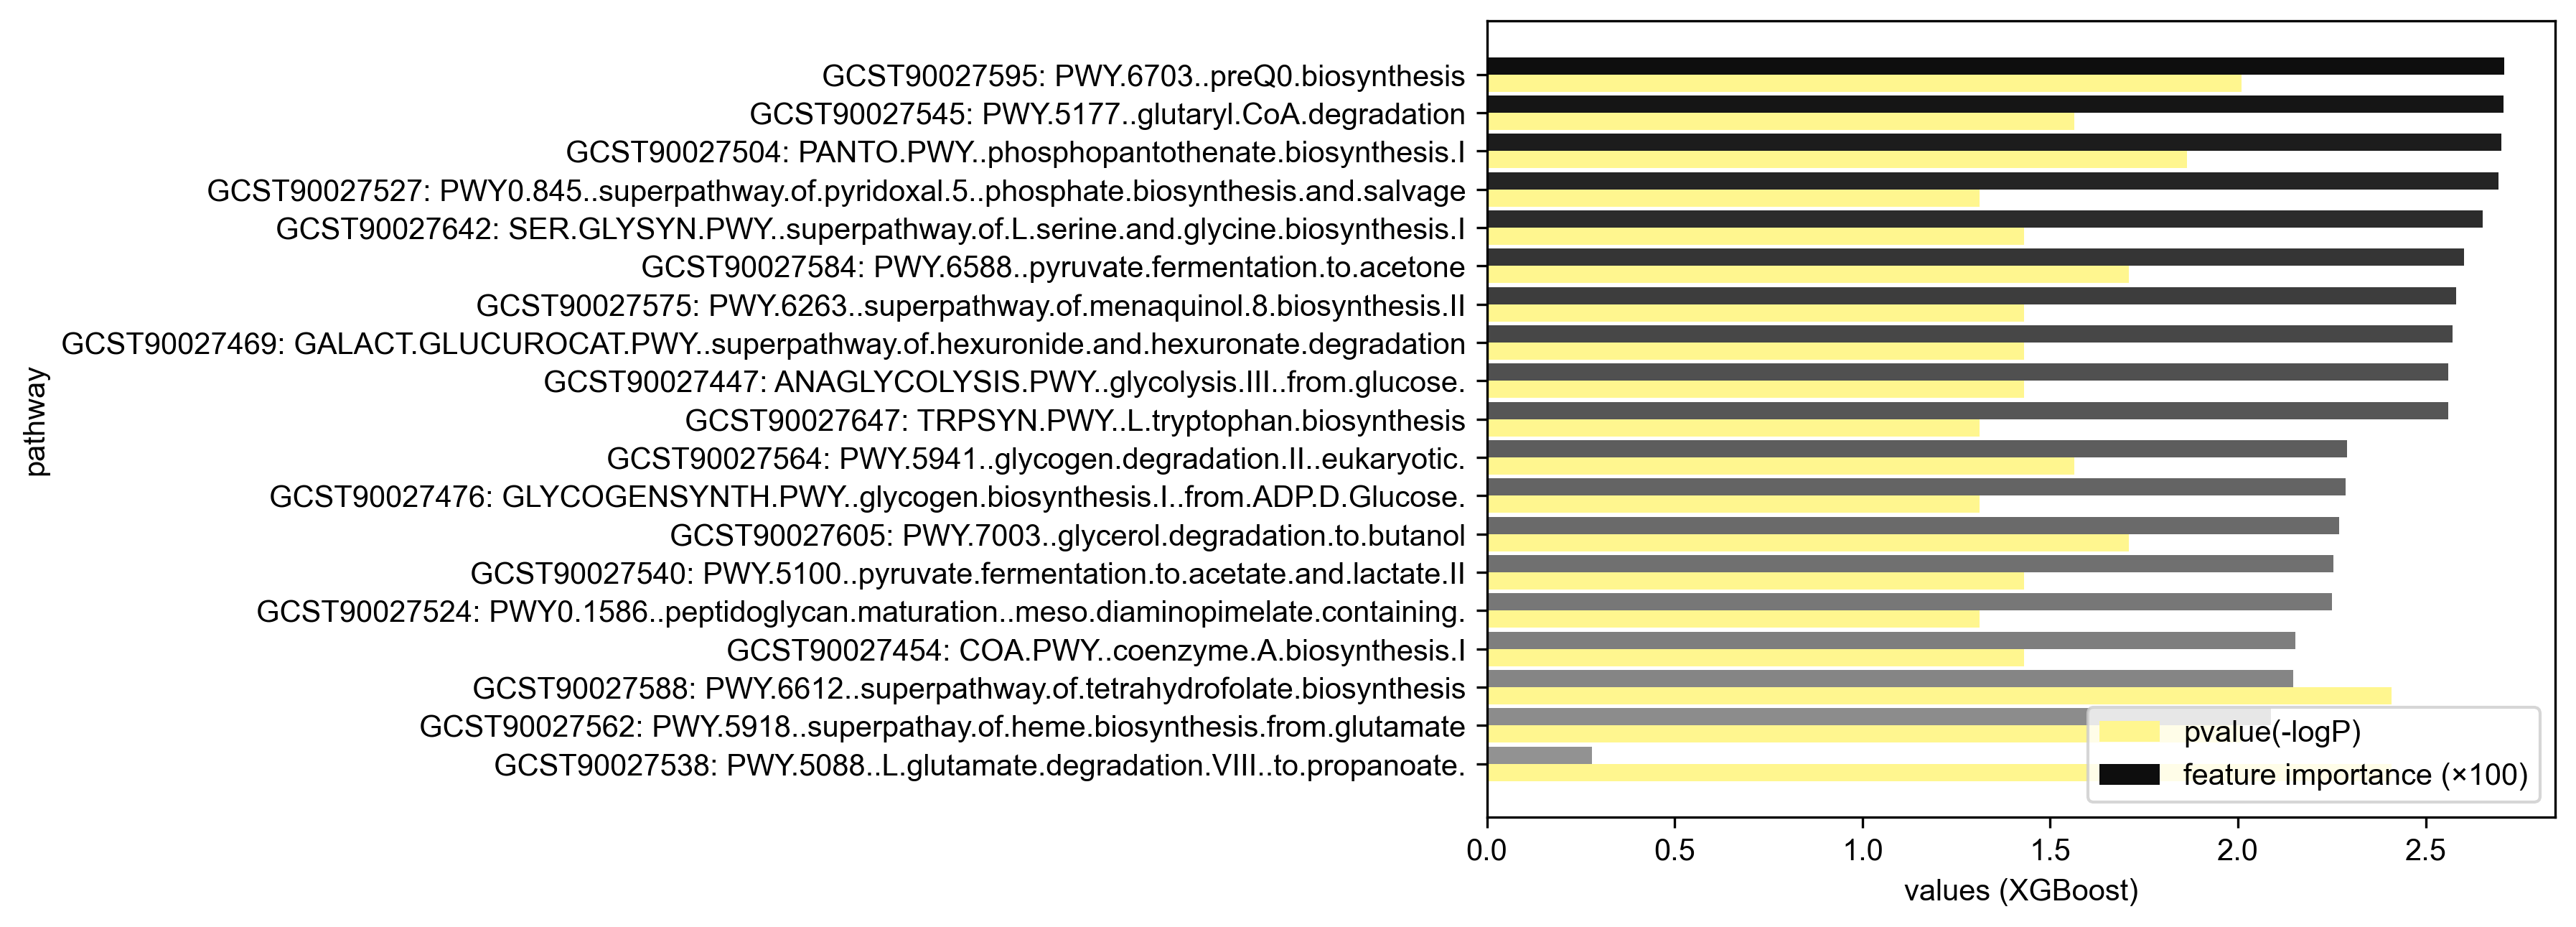 GCST90027595: PWY.6703..preQ0.biosynthesis
GCST90027545: PWY.5177..glutaryl.CoA.degradation
GCST90027504: PANTO.PWY..phosphopantothenate.biosynthesis.I
GCST90027527: PWY0.845..superpathway.of.pyridoxal.5..phosphate.biosynthesis.and.salvage
GCST90027642: SER.GLYSYN.PWY..superpathway.of.L.serine.and.glycine.biosynthesis.I
GCST90027584: PWY.6588..pyruvate.fermentation.to.acetone
GCST90027575: PWY.6263..superpathway.of.menaquinol.8.biosynthesis.II
GCST90027469: GALACT.GLUCUROCAT.PWY..superpathway.of.hexuronide.and.hexuronate.degradation
GCST90027447: ANAGLYCOLYSIS.PWY..glycolysis.III..from.glucose.
GCST90027647: TRPSYN.PWY..L.tryptophan.biosynthesis
GCST90027564: PWY.5941..glycogen.degradation.II..eukaryotic.
GCST90027476: GLYCOGENSYNTH.PWY..glycogen.biosynthesis.I..from.ADP.D.Glucose.
GCST90027605: PWY.7003..glycerol.degradation.to.butanol
GCST90027540: PWY.5100..pyruvate.fermentation.to.acetate.and.lactate.II
GCST90027524: PWY0.1586..peptidoglycan.maturation..meso.diaminopimelate.containing.
GCST90027454: COA.PWY..coenzyme.A.biosynthesis.I
GCST90027588: PWY.6612..superpathway.of.tetrahydrofolate.biosynthesis
GCST90027562: PWY.5918..superpathay.of.heme.biosynthesis.from.glutamate
GCST90027538: PWY.5088..L.glutamate.degradation.VIII..to.propanoate.
pathway
pvalue(-logP)
feature importance (×100)
0.0 0.5 1.0 1.5 2.0 2.5
values (XGBoost)